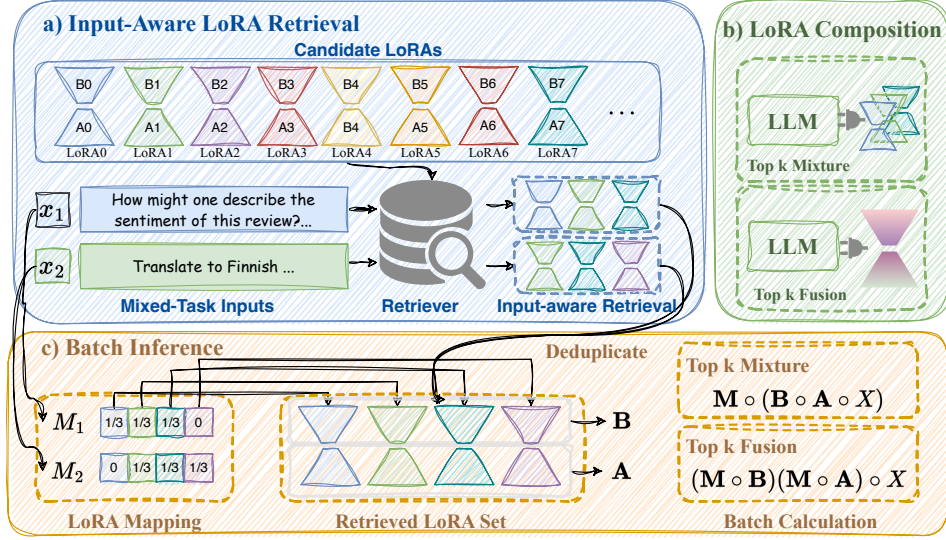 a) Input-Aware LoRA Retrieval
Candidate LoRAs
B0 B1 B2 B3 B4 B5 B6 B7
A0 A1 A2 A3 B4 A5 A6 A7
...
LoRA0 LoRA1 LoRA2 LoRA3 LoRA4 LoRA5 LoRA6 LoRA7
x1
How might one describe the
sentiment of this review?...
x2
Translate to Finnish ...
Mixed-Task Inputs
Retriever
Input-aware Retrieval
b) LoRA Composition
LLM
Top k Mixture
LLM
Top k Fusion
c) Batch Inference
Deduplicate
M1 1/3 1/3 1/3 0
M2 0 1/3 1/3 1/3
LoRA Mapping
B
A
Retrieved LoRA Set
Top k Mixture
M ∘ (B ∘ A ∘ X)
Top k Fusion
(M ∘ B)(M ∘ A) ∘ X
Batch Calculation